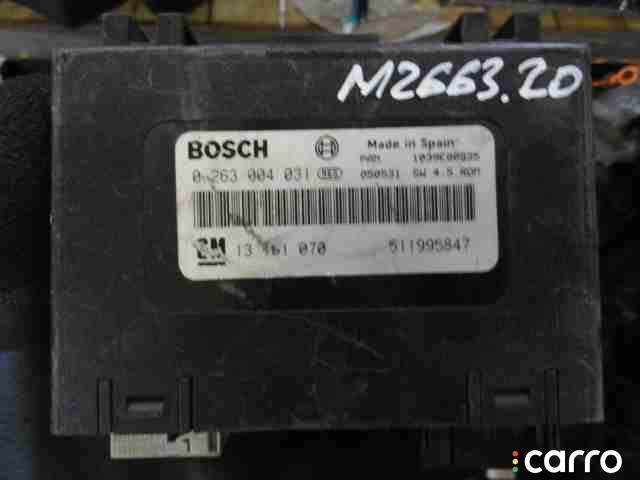 M2663.20
BOSCH
Made in Spain
PAM 1039C00935
0 263 004 031 050531 SW 4.5 ROM
GM 13 161 070 511995847
carro